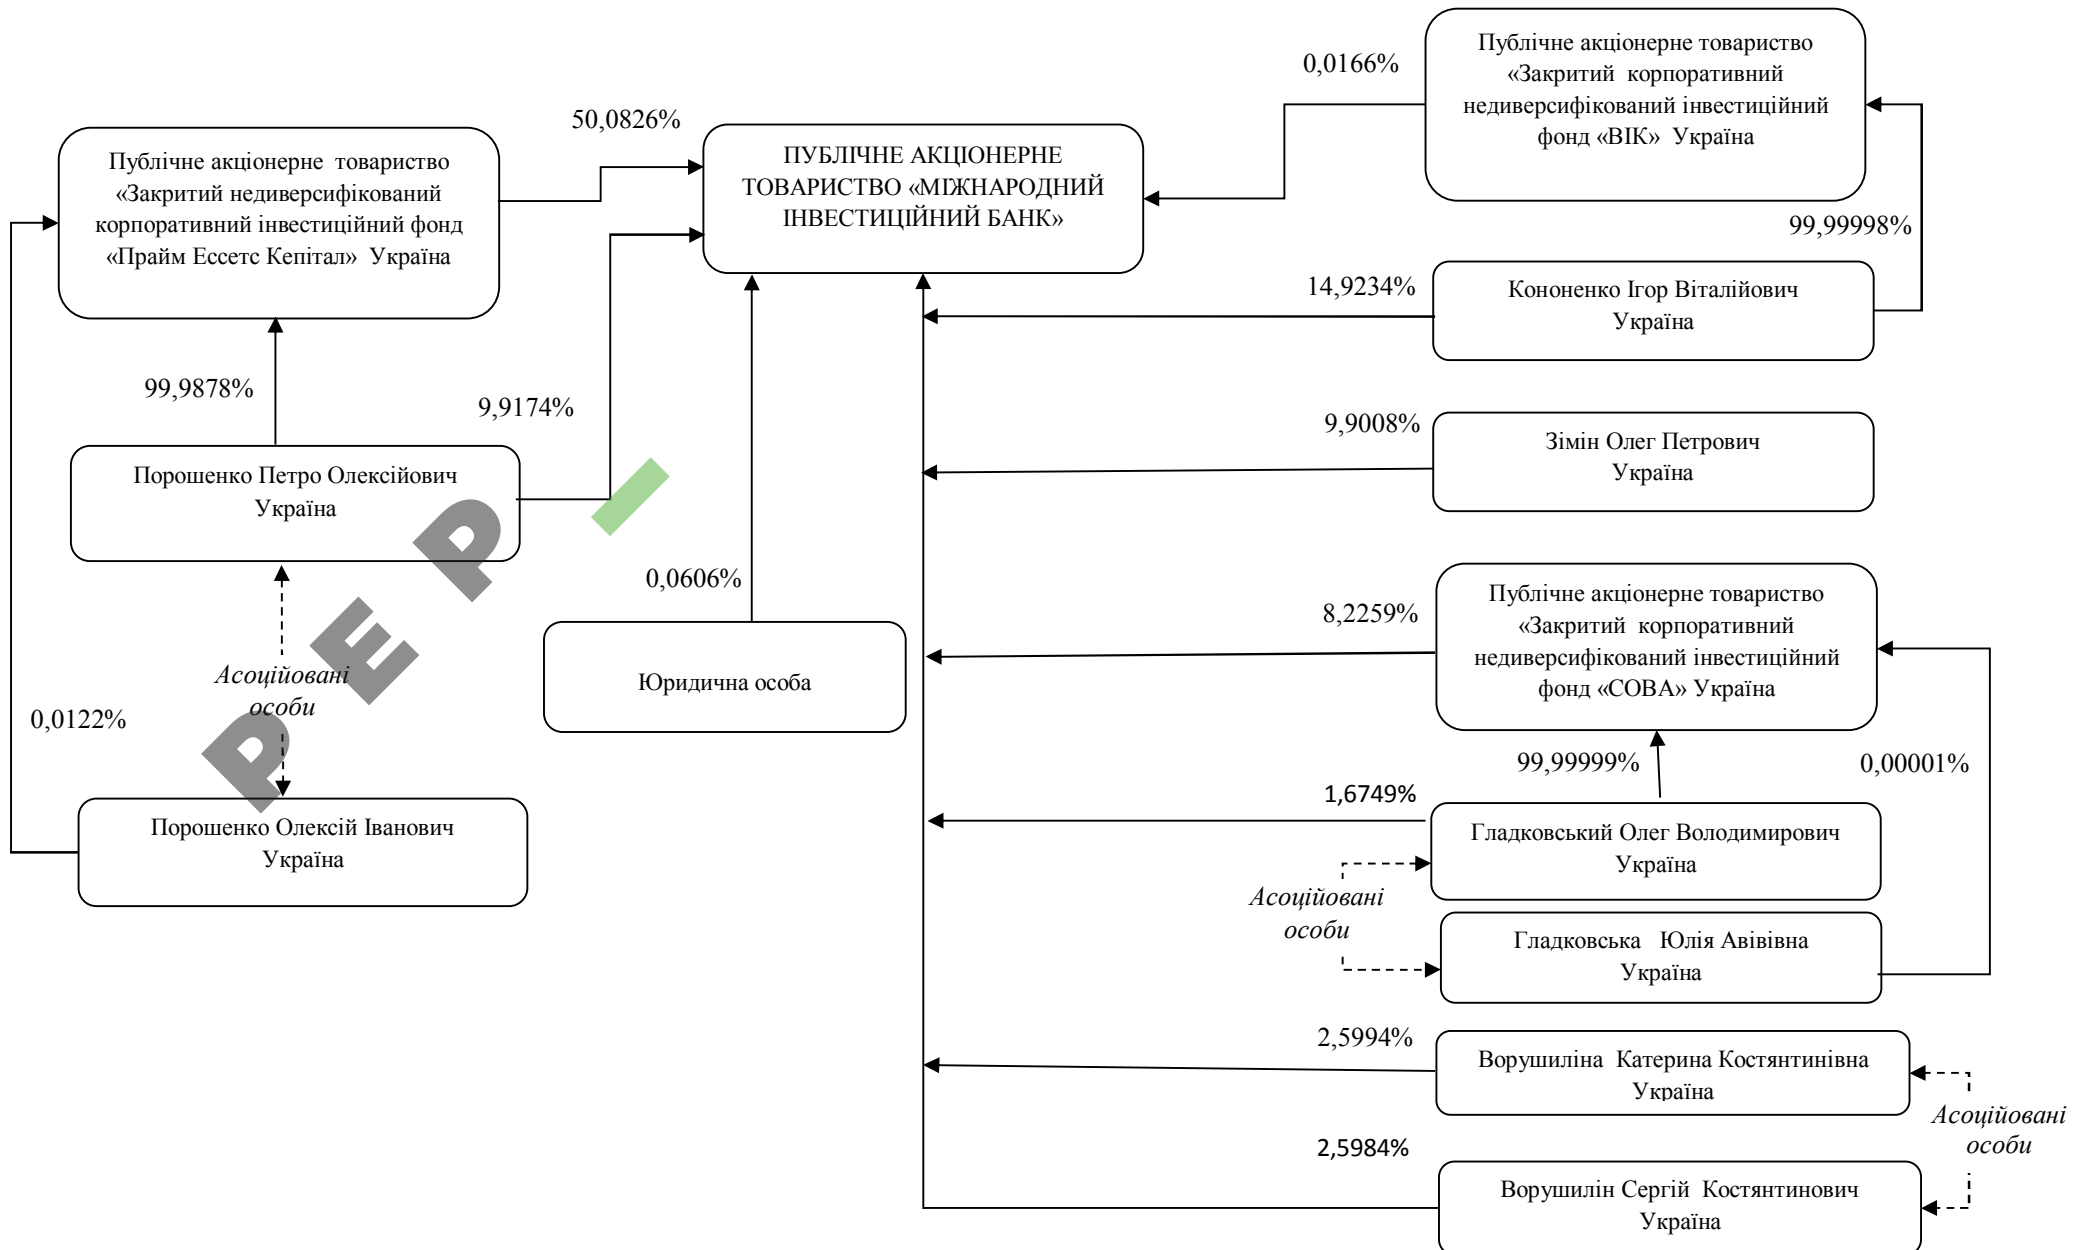 Публічне акціонерне товариство
«Закритий корпоративний
недиверсифікований інвестиційний
фонд «ВІК» Україна
0,0166%
50,0826%
ПУБЛІЧНЕ АКЦІОНЕРНЕ
ТОВАРИСТВО «МІЖНАРОДНИЙ
ІНВЕСТИЦІЙНИЙ БАНК»
Публічне акціонерне товариство
«Закритий недиверсифікований
корпоративний інвестиційний фонд
«Прайм Ессетс Кепітал» Україна
99,99998%
14,9234%
Кононенко Ігор Віталійович
Україна
99,9878%
9,9174%
9,9008%
Зімін Олег Петрович
Україна
Порошенко Петро Олексійович
Україна
0,0606%
Юридична особа
8,2259%
Публічне акціонерне товариство
«Закритий корпоративний
недиверсифікований інвестиційний
фонд «СОВА» Україна
Асоційовані
особи
0,0122%
99,99999%
0,00001%
1,6749%
Порошенко Олексій Іванович
Україна
Гладковський Олег Володимирович
Україна
Асоційовані
особи
Гладковська Юлія Авівівна
Україна
2,5994%
Ворушиліна Катерина Костянтинівна
Україна
Асоційовані
особи
2,5984%
Ворушилін Сергій Костянтинович
Україна
PEP